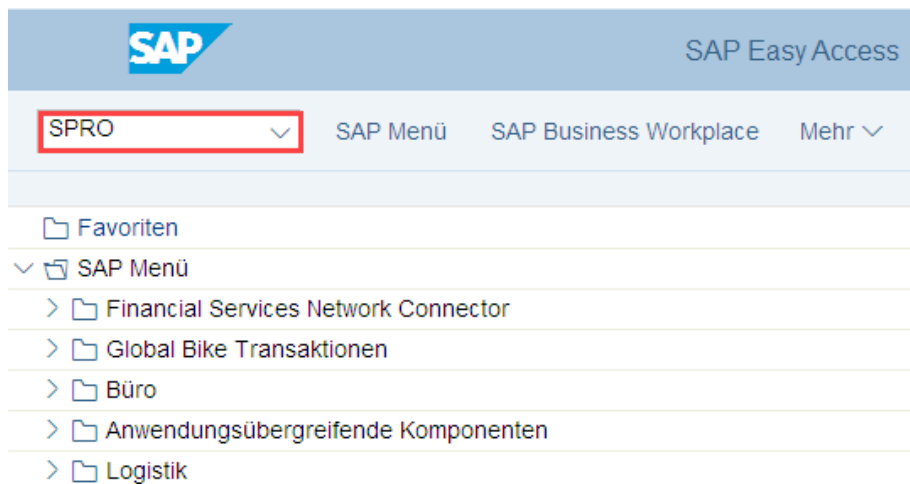 SAP
SAP Easy Access
SPRO SAP Menü SAP Business Workplace Mehr
Favoriten
SAP Menü
Financial Services Network Connector
Global Bike Transaktionen
Büro
Anwendungsübergreifende Komponenten
Logistik